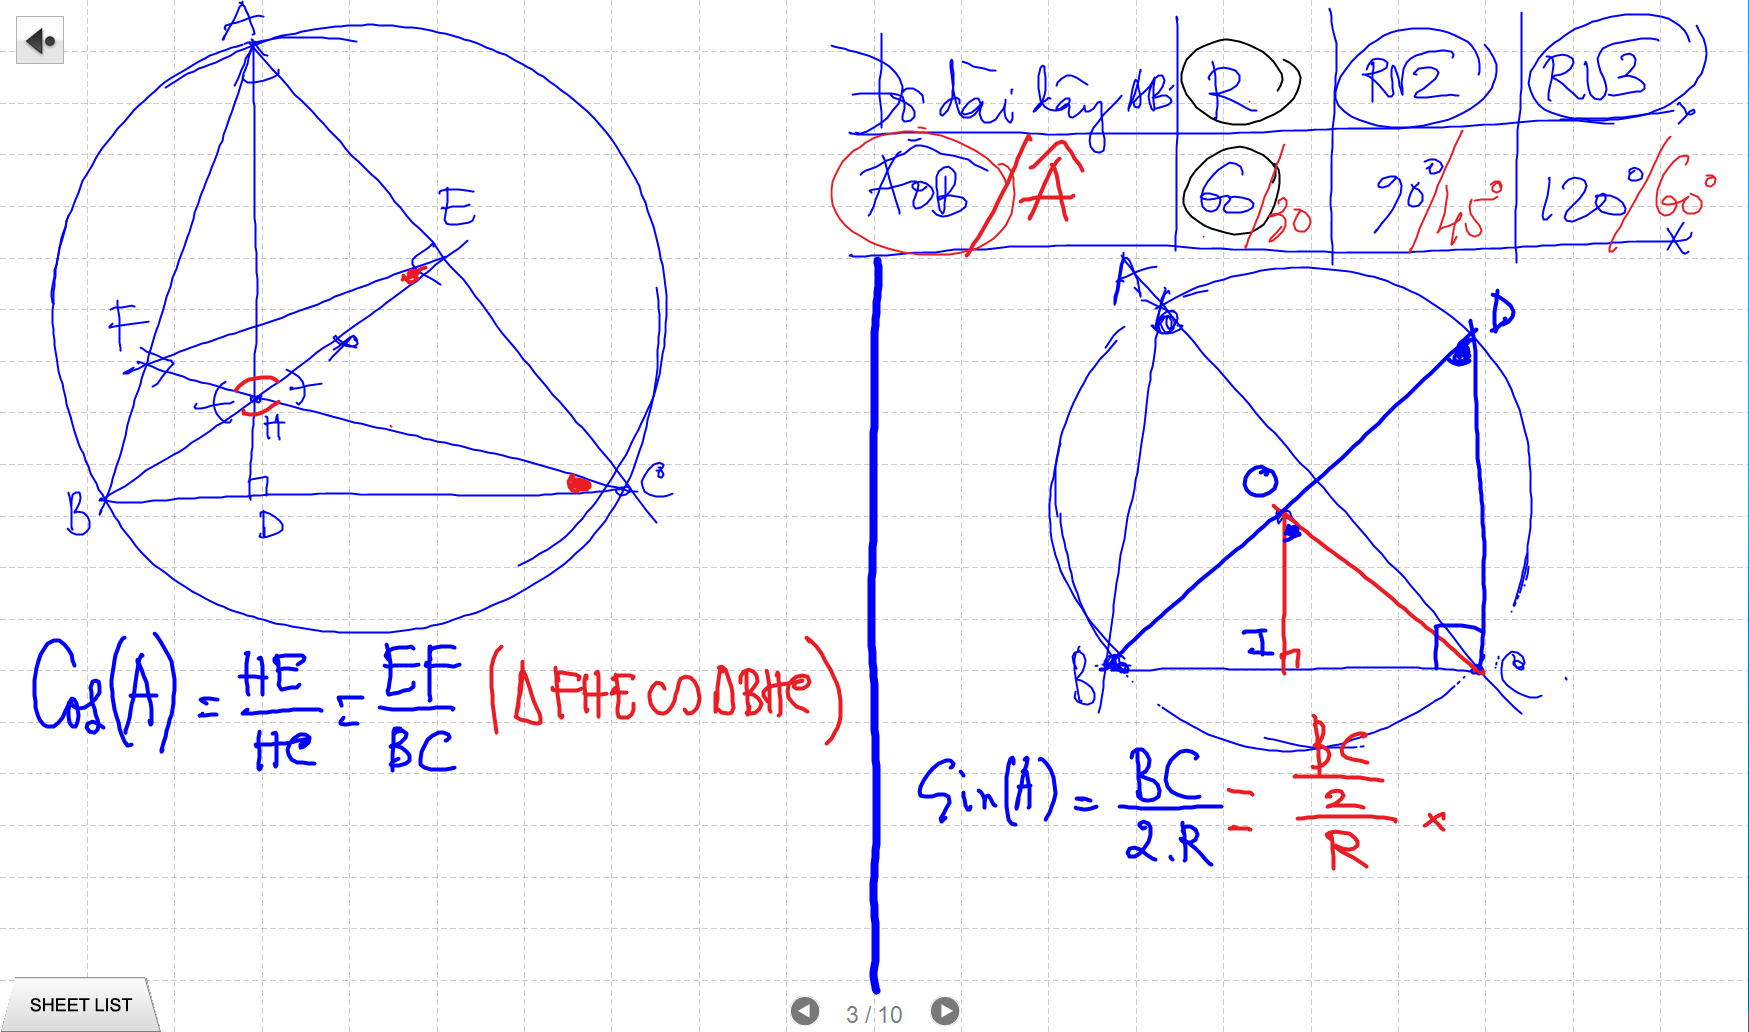 Độ dài dây AB R R√2 R√3
AOB / Â 60/30 90°/45° 120°/60°
A
E
F
H
B
D
C
Cos(A) = HE/HC = EF/BC (ΔFHE ∽ ΔBHC)
A
D
O
I
B
C
Sin(A) = BC/2.R = BC/2/R
SHEET LIST
3 / 10